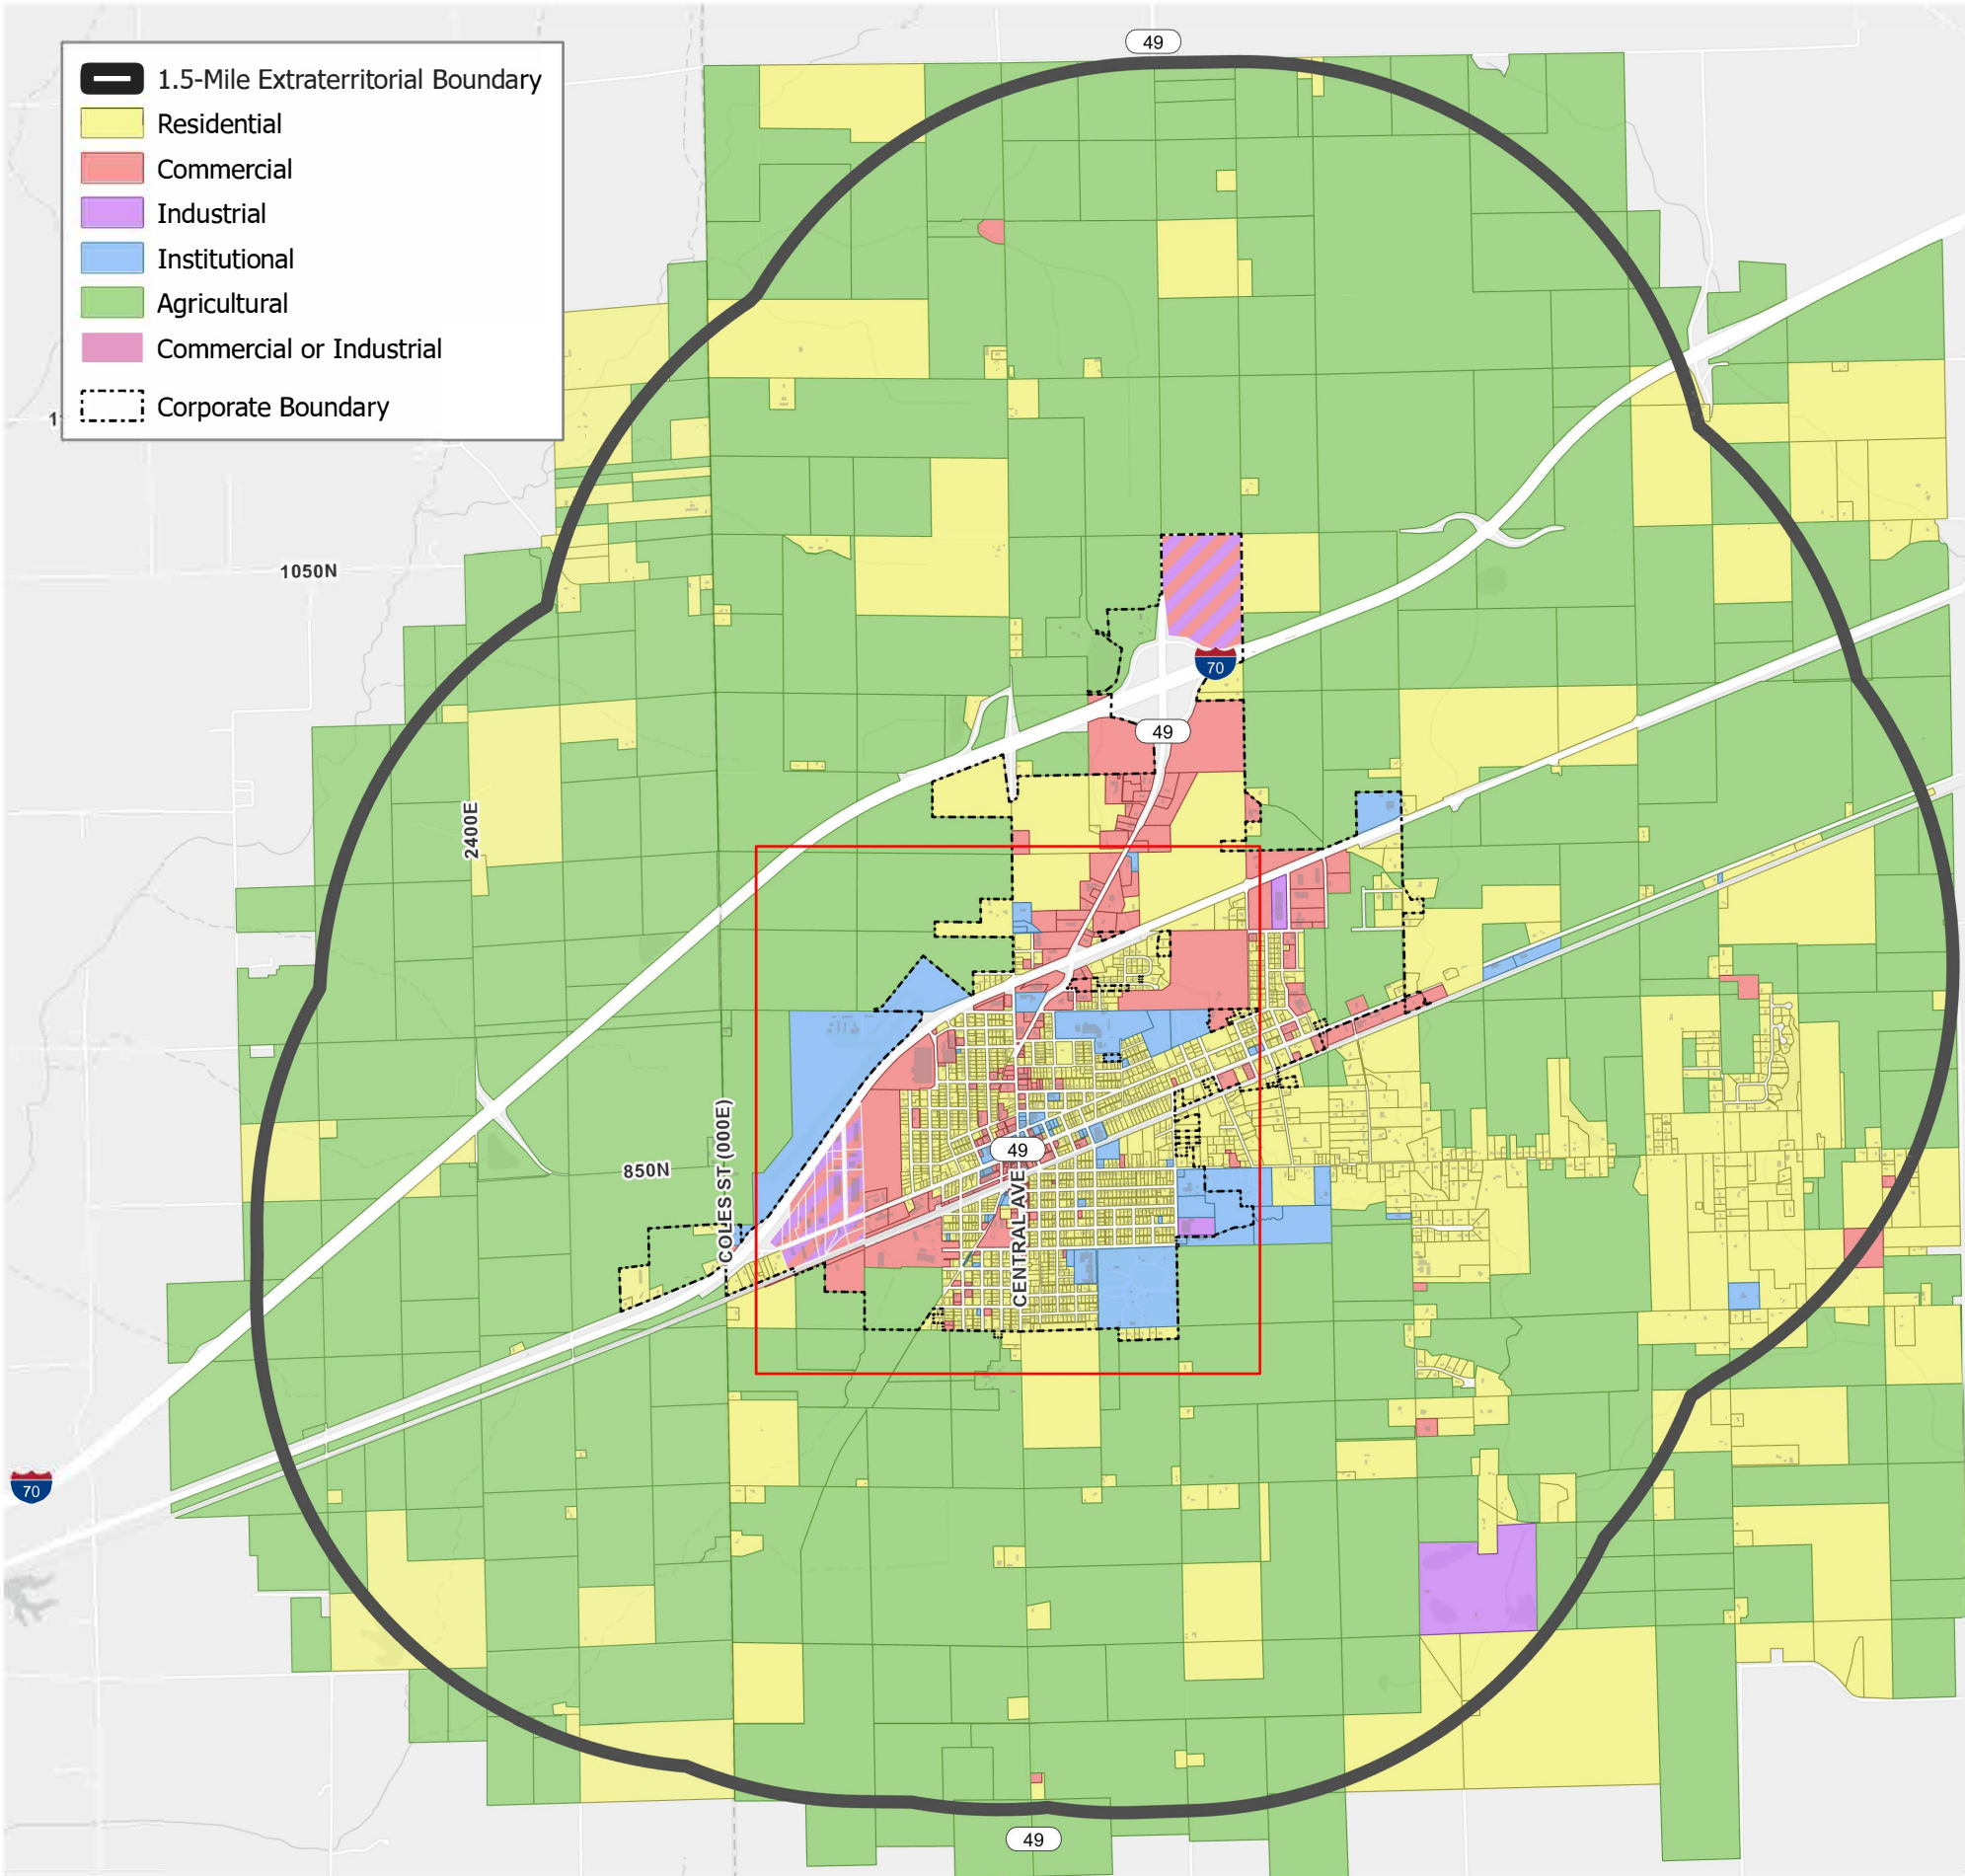 49
1.5-Mile Extraterritorial Boundary
Residential
Commercial
Industrial
Institutional
Agricultural
Commercial or Industrial
Corporate Boundary
1
1050N
70
49
2400E
850N
COLES ST (000E)
49
CENTRAL AVE
70
49